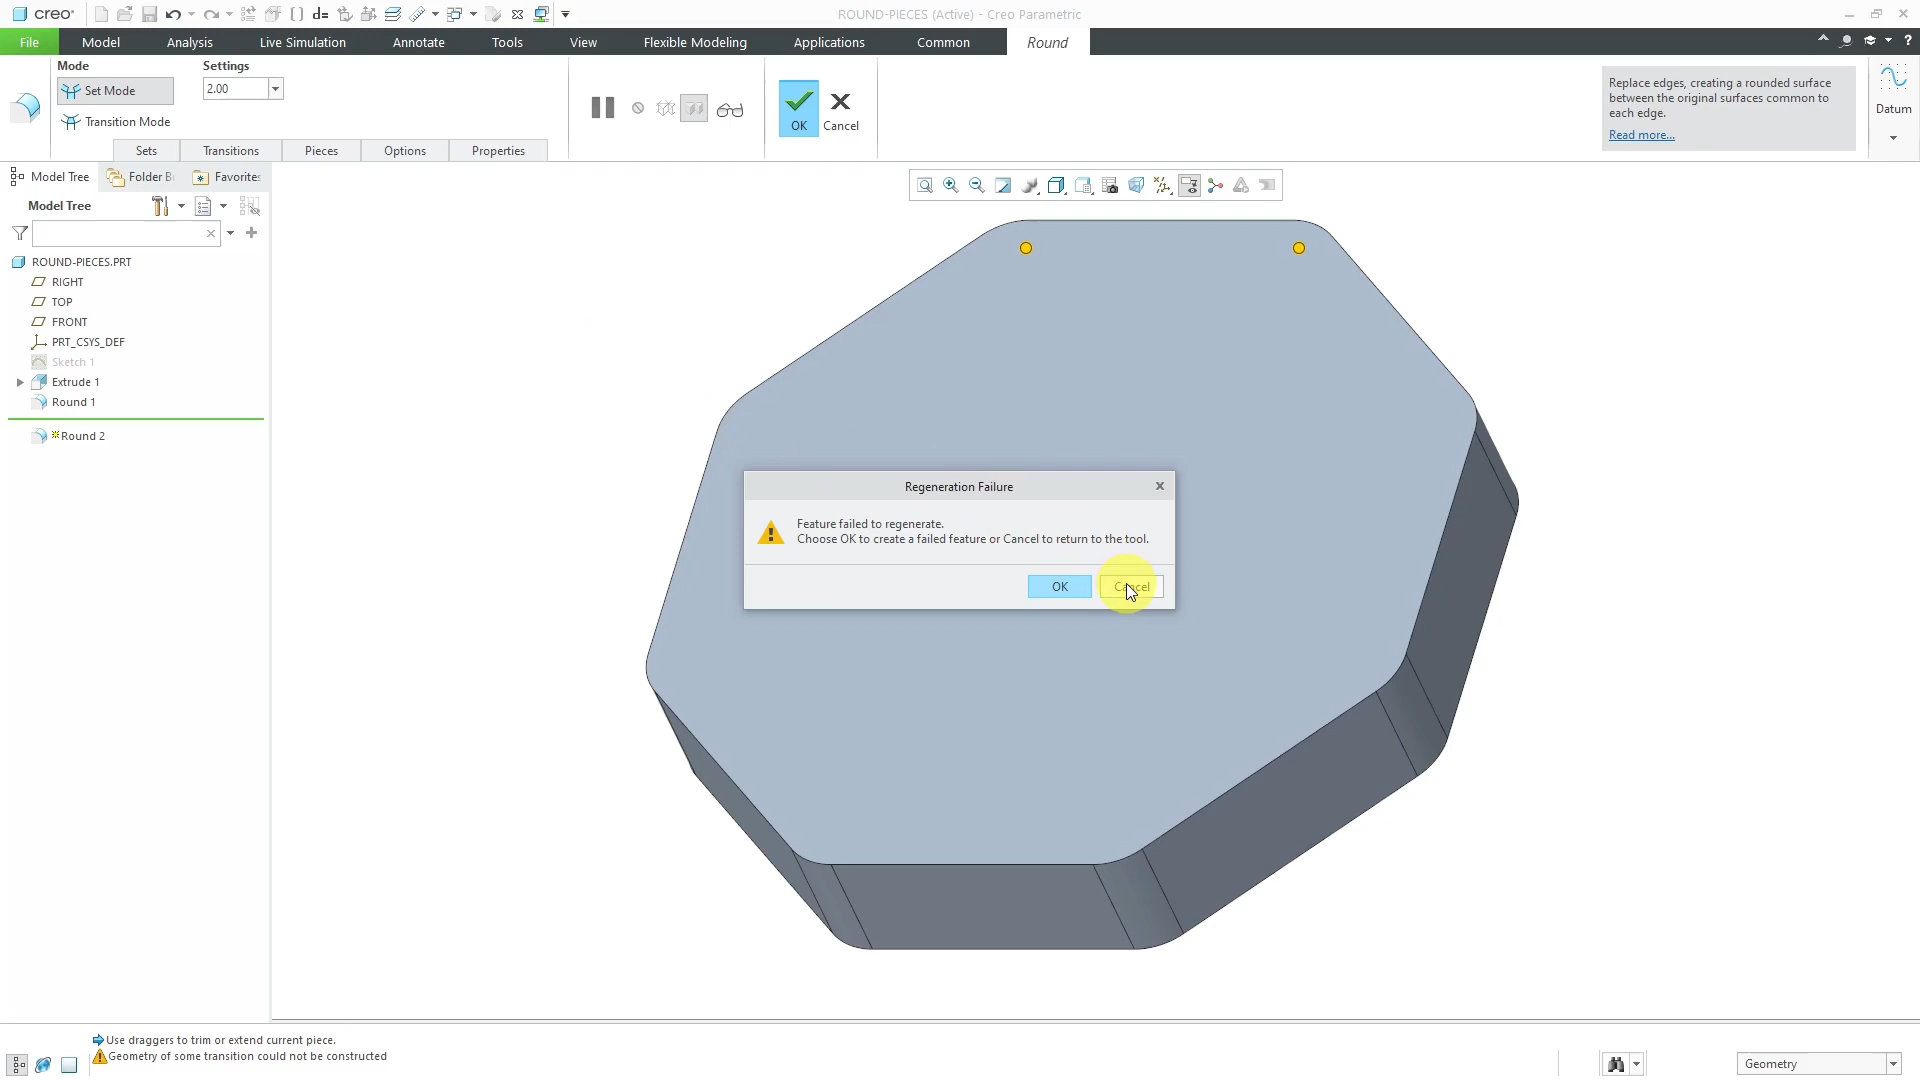 creo®
ROUND-PIECES (Active) - Creo Parametric
File
Model
Analysis
Live Simulation
Annotate
Tools
View
Flexible Modeling
Applications
Common
Round
Mode
Settings
Set Mode
2.00
Transition Mode
OK
Cancel
Replace edges, creating a rounded surface
between the original surfaces common to
each edge.
Read more...
Datum
Sets
Transitions
Pieces
Options
Properties
Model Tree
Folder B
Favorites
Model Tree
ROUND-PIECES.PRT
RIGHT
TOP
FRONT
PRT_CSYS_DEF
Sketch 1
Extrude 1
Round 1
Round 2
Regeneration Failure
Feature failed to regenerate.
Choose OK to create a failed feature or Cancel to return to the tool.
OK
Cancel
Use draggers to trim or extend current piece.
Geometry of some transition could not be constructed
Geometry